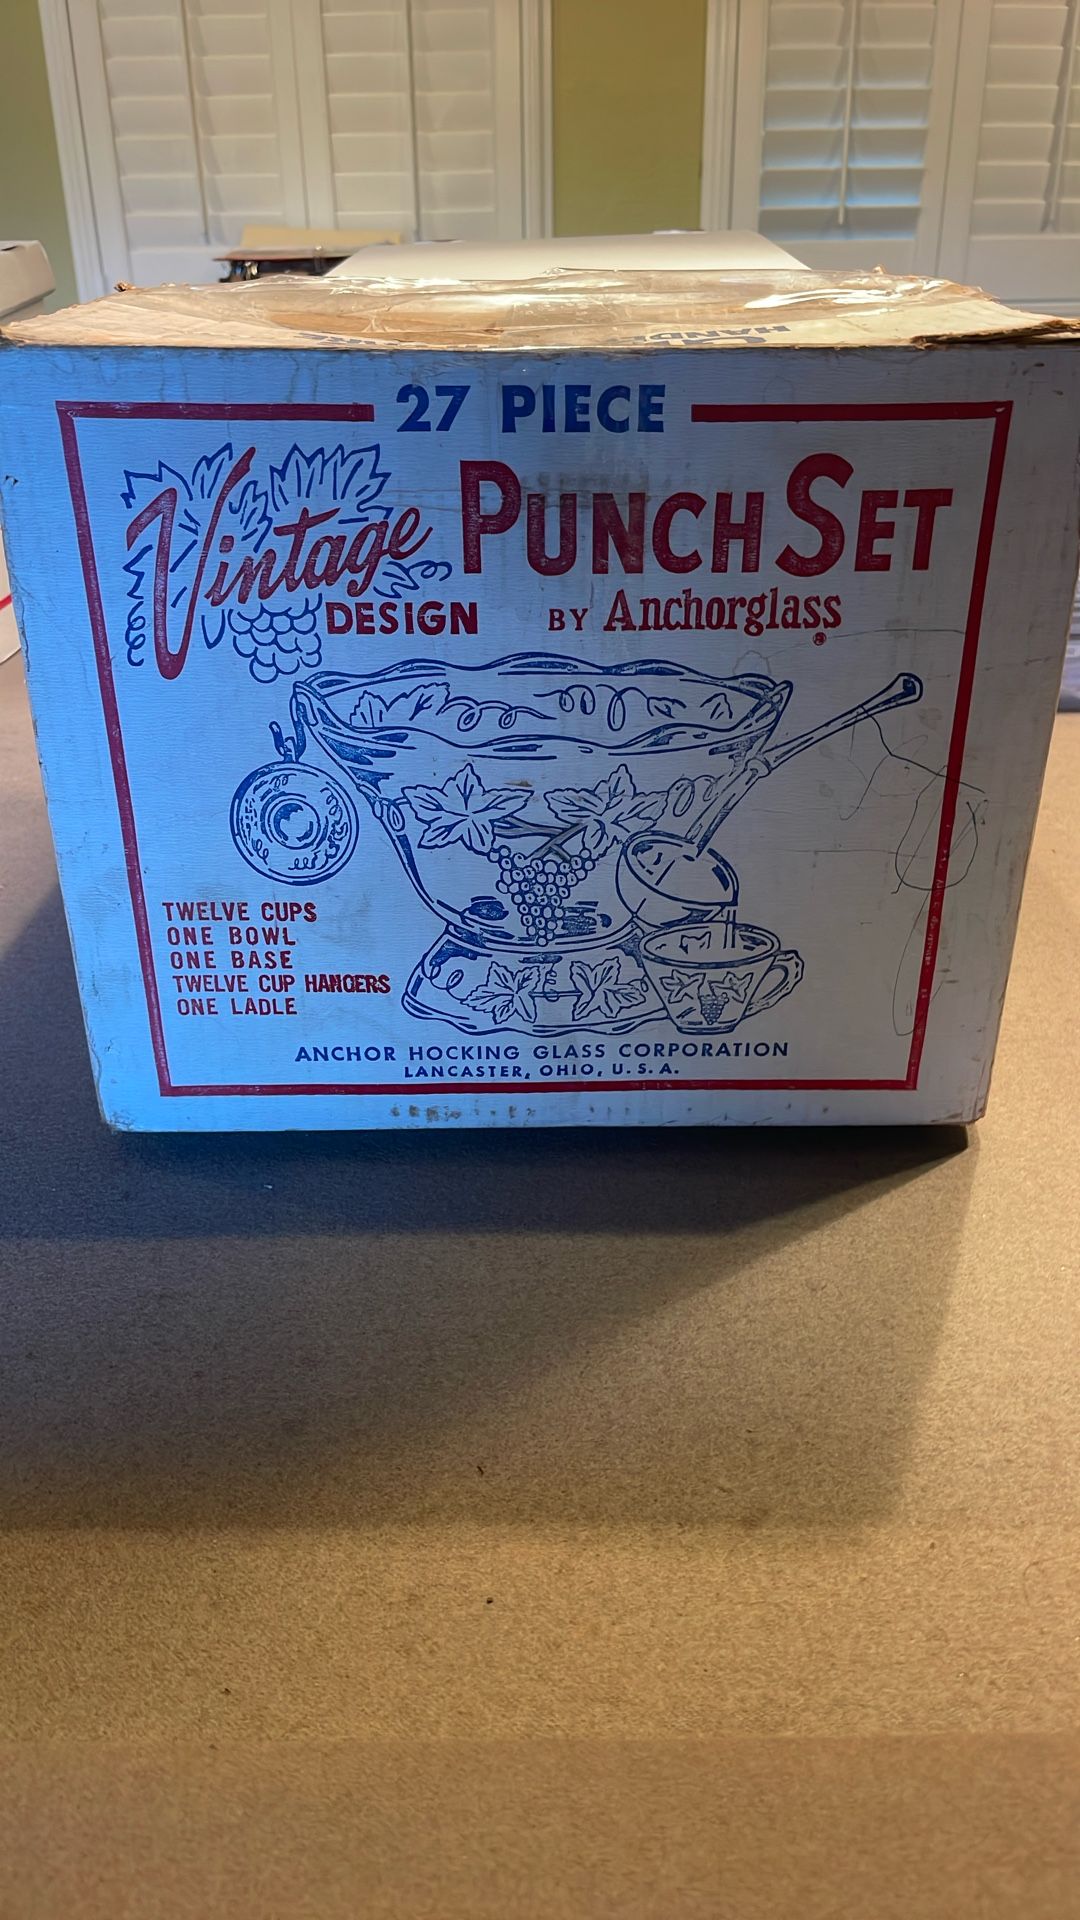 27 PIECE
Vintage PUNCH SET
DESIGN BY Anchorglass®
TWELVE CUPS
ONE BOWL
ONE BASE
TWELVE CUP HANGERS
ONE LADLE
ANCHOR HOCKING GLASS CORPORATION
LANCASTER, OHIO, U.S.A.